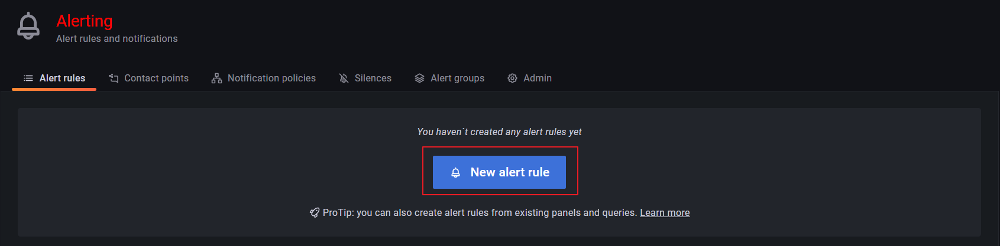 Alerting
Alert rules and notifications
Alert rules Contact points Notification policies Silences Alert groups Admin
You haven`t created any alert rules yet
New alert rule
ProTip: you can also create alert rules from existing panels and queries. Learn more